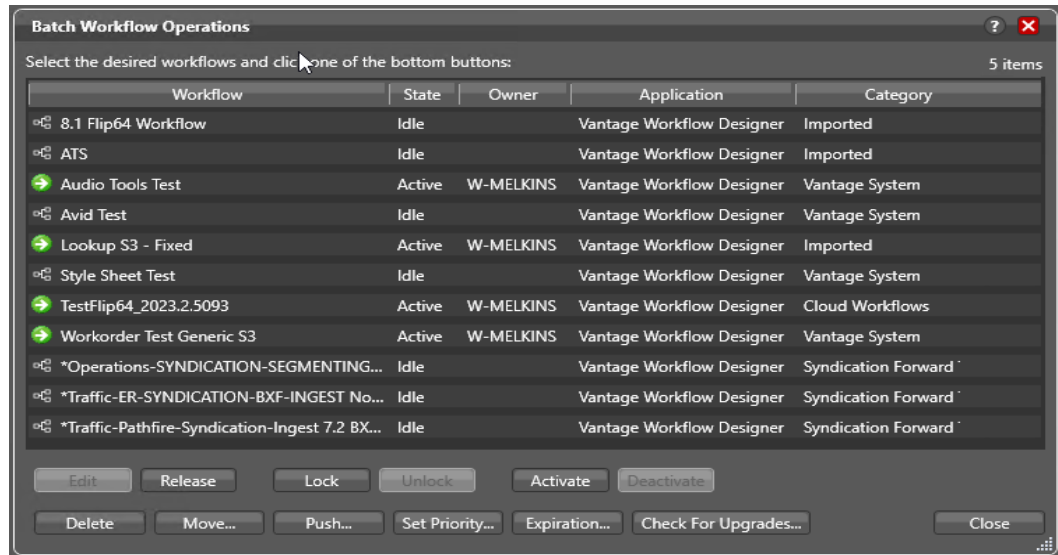 Batch Workflow Operations ?
Select the desired workflows and click one of the bottom buttons: 5 items
Workflow State Owner Application Category
8.1 Flip64 Workflow Idle Vantage Workflow Designer Imported
ATS Idle Vantage Workflow Designer Imported
Audio Tools Test Active W-MELKINS Vantage Workflow Designer Vantage System
Avid Test Idle Vantage Workflow Designer Vantage System
Lookup S3 - Fixed Active W-MELKINS Vantage Workflow Designer Imported
Style Sheet Test Idle Vantage Workflow Designer Vantage System
TestFlip64_2023.2.5093 Active W-MELKINS Vantage Workflow Designer Cloud Workflows
Workorder Test Generic S3 Active W-MELKINS Vantage Workflow Designer Vantage System
*Operations-SYNDICATION-SEGMENTING... Idle Vantage Workflow Designer Syndication Forward
*Traffic-ER-SYNDICATION-BXF-INGEST No... Idle Vantage Workflow Designer Syndication Forward
*Traffic-Pathfire-Syndication-Ingest 7.2 BX... Idle Vantage Workflow Designer Syndication Forward
Edit Release Lock Unlock Activate Deactivate
Delete Move... Push... Set Priority... Expiration... Check For Upgrades... Close